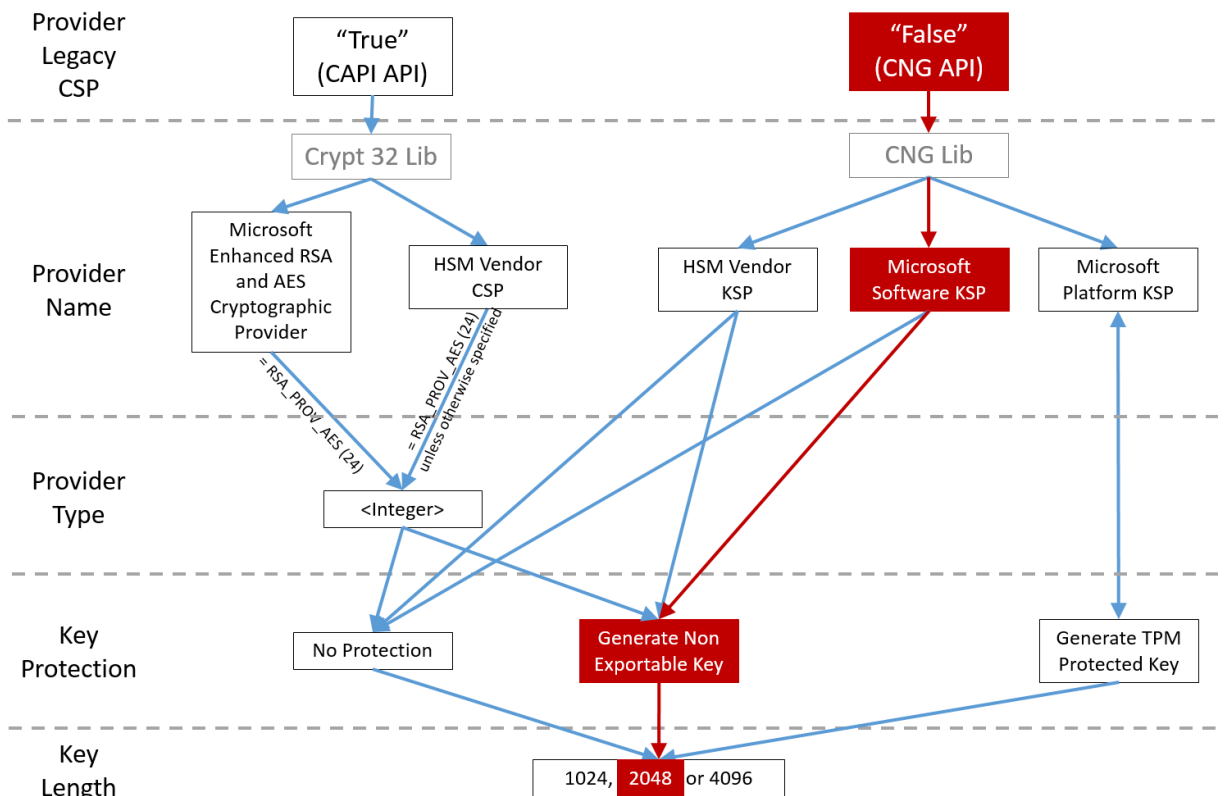 Provider
Legacy
CSP
“True”
(CAPI API)
“False”
(CNG API)
Crypt 32 Lib
CNG Lib
Provider
Name
Microsoft
Enhanced RSA
and AES
Cryptographic
Provider
HSM Vendor
CSP
HSM Vendor
KSP
Microsoft
Software KSP
Microsoft
Platform KSP
= RSA_PROV_AES (24)
= RSA_PROV_AES (24)
unless otherwise specified
Provider
Type
<Integer>
Key
Protection
No Protection
Generate Non
Exportable Key
Generate TPM
Protected Key
Key
Length
1024, 2048 or 4096